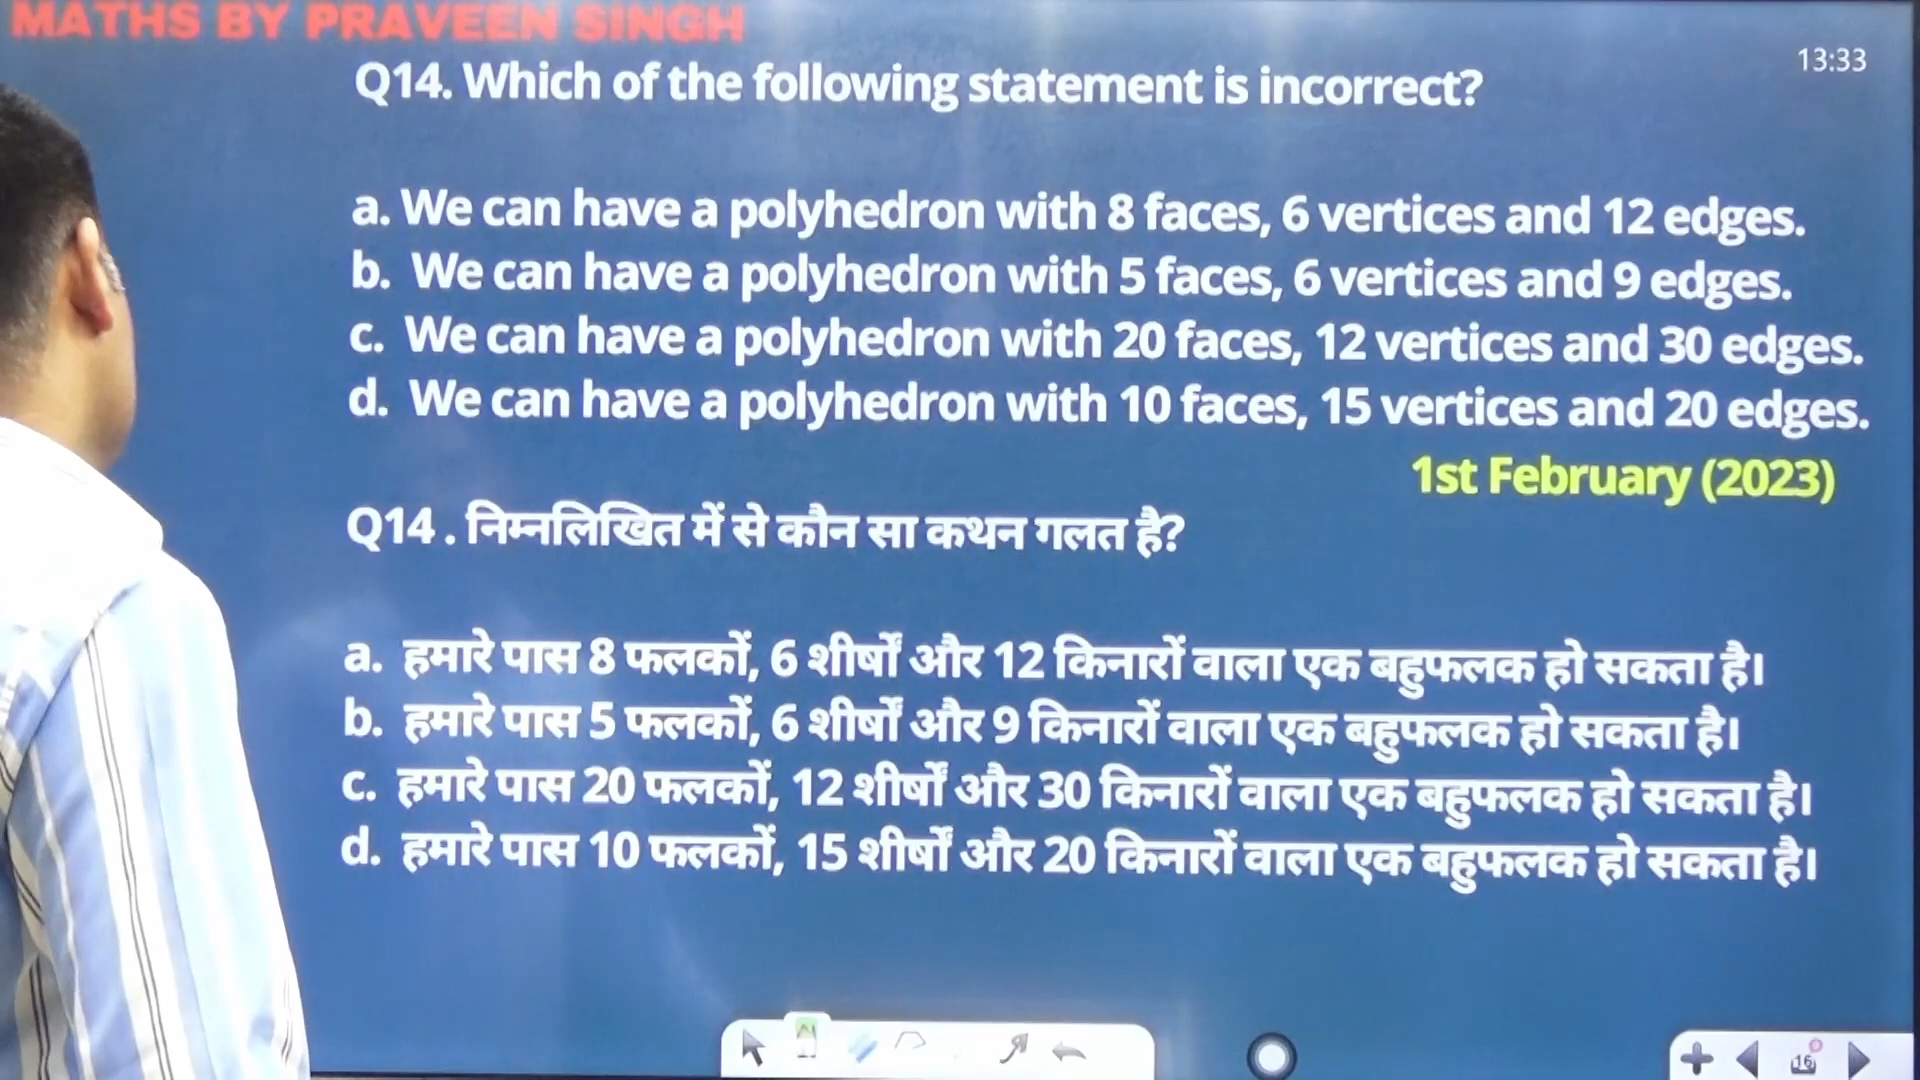 MATHS BY PRAVEEN SINGH
13:33
Q14. Which of the following statement is incorrect?
a. We can have a polyhedron with 8 faces, 6 vertices and 12 edges.
b. We can have a polyhedron with 5 faces, 6 vertices and 9 edges.
c. We can have a polyhedron with 20 faces, 12 vertices and 30 edges.
d. We can have a polyhedron with 10 faces, 15 vertices and 20 edges.
1st February (2023)
Q14 . निम्नलिखित में से कौन सा कथन गलत है?
a. हमारे पास 8 फलकों, 6 शीर्षों और 12 किनारों वाला एक बहुफलक हो सकता है।
b. हमारे पास 5 फलकों, 6 शीर्षों और 9 किनारों वाला एक बहुफलक हो सकता है।
c. हमारे पास 20 फलकों, 12 शीर्षों और 30 किनारों वाला एक बहुफलक हो सकता है।
d. हमारे पास 10 फलकों, 15 शीर्षों और 20 किनारों वाला एक बहुफलक हो सकता है।
16